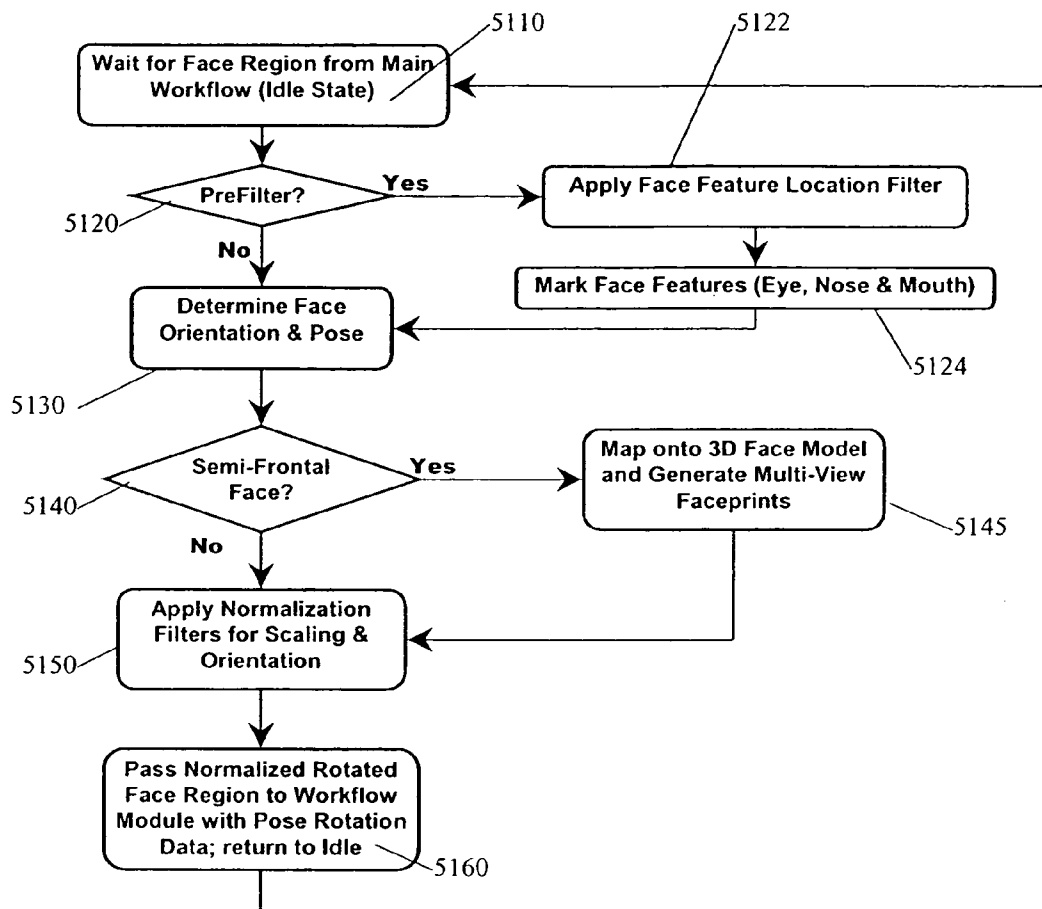 5110
5122
Wait for Face Region from Main
Workflow (Idle State)
PreFilter?
Yes
Apply Face Feature Location Filter
5120
No
Mark Face Features (Eye, Nose & Mouth)
Determine Face
Orientation & Pose
5124
5130
Semi-Frontal
Face?
Yes
Map onto 3D Face Model
and Generate Multi-View
Faceprints
5140
5145
No
Apply Normalization
Filters for Scaling &
Orientation
5150
Pass Normalized Rotated
Face Region to Workflow
Module with Pose Rotation
Data; return to Idle
5160